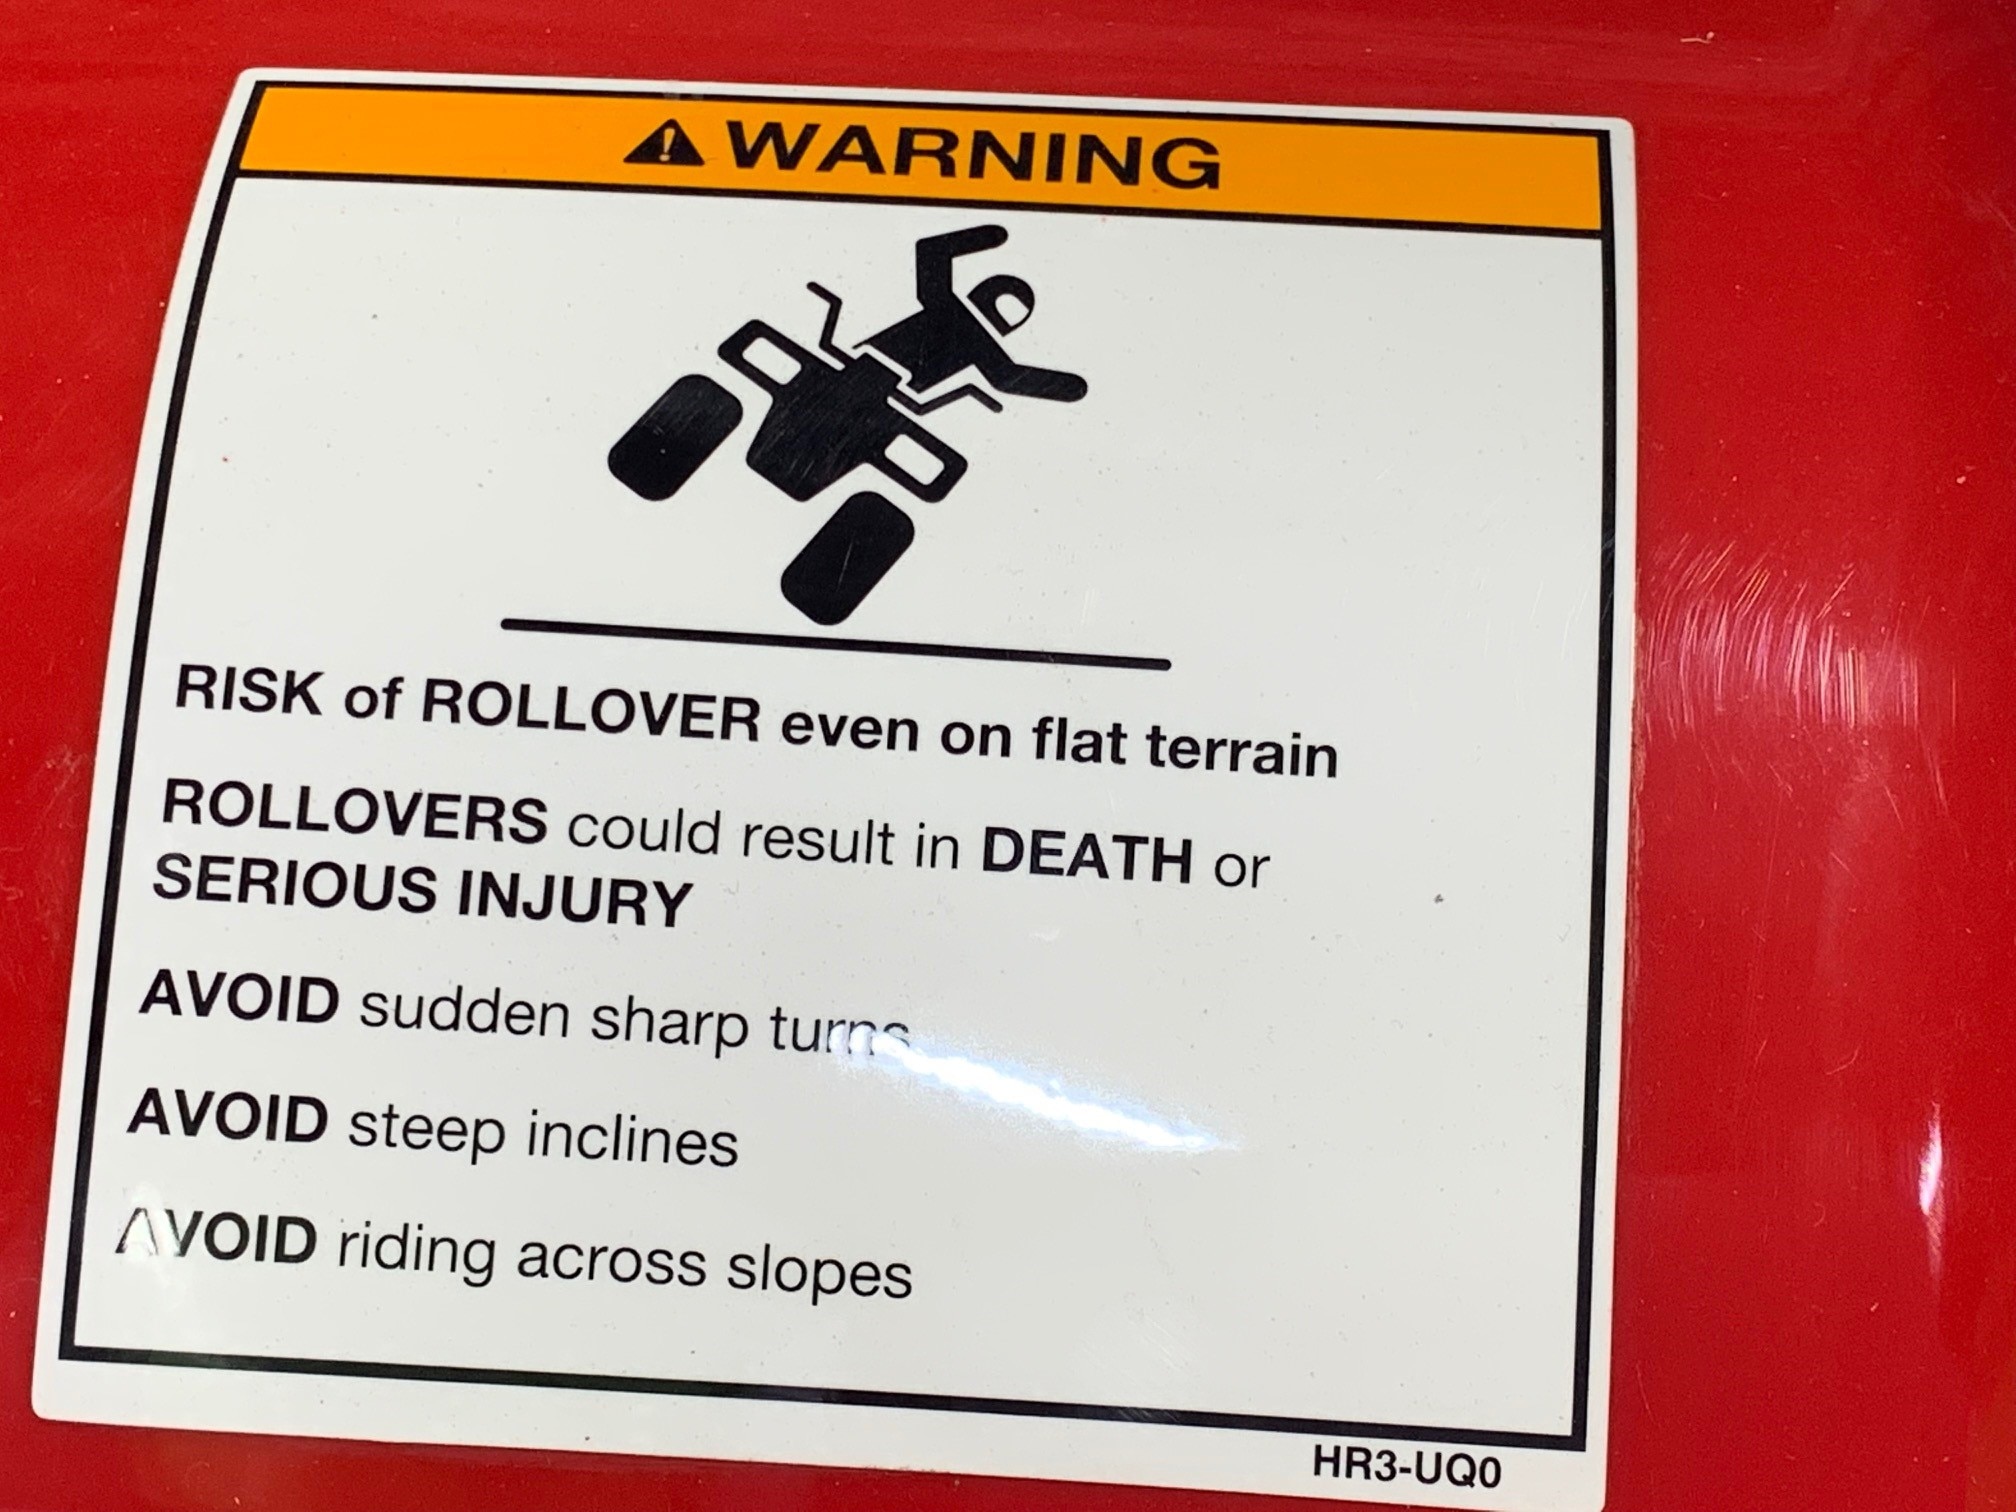 WARNING
RISK of ROLLOVER even on flat terrain
ROLLOVERS could result in DEATH or
SERIOUS INJURY
AVOID sudden sharp turns
AVOID steep inclines
AVOID riding across slopes
HR3-UQ0